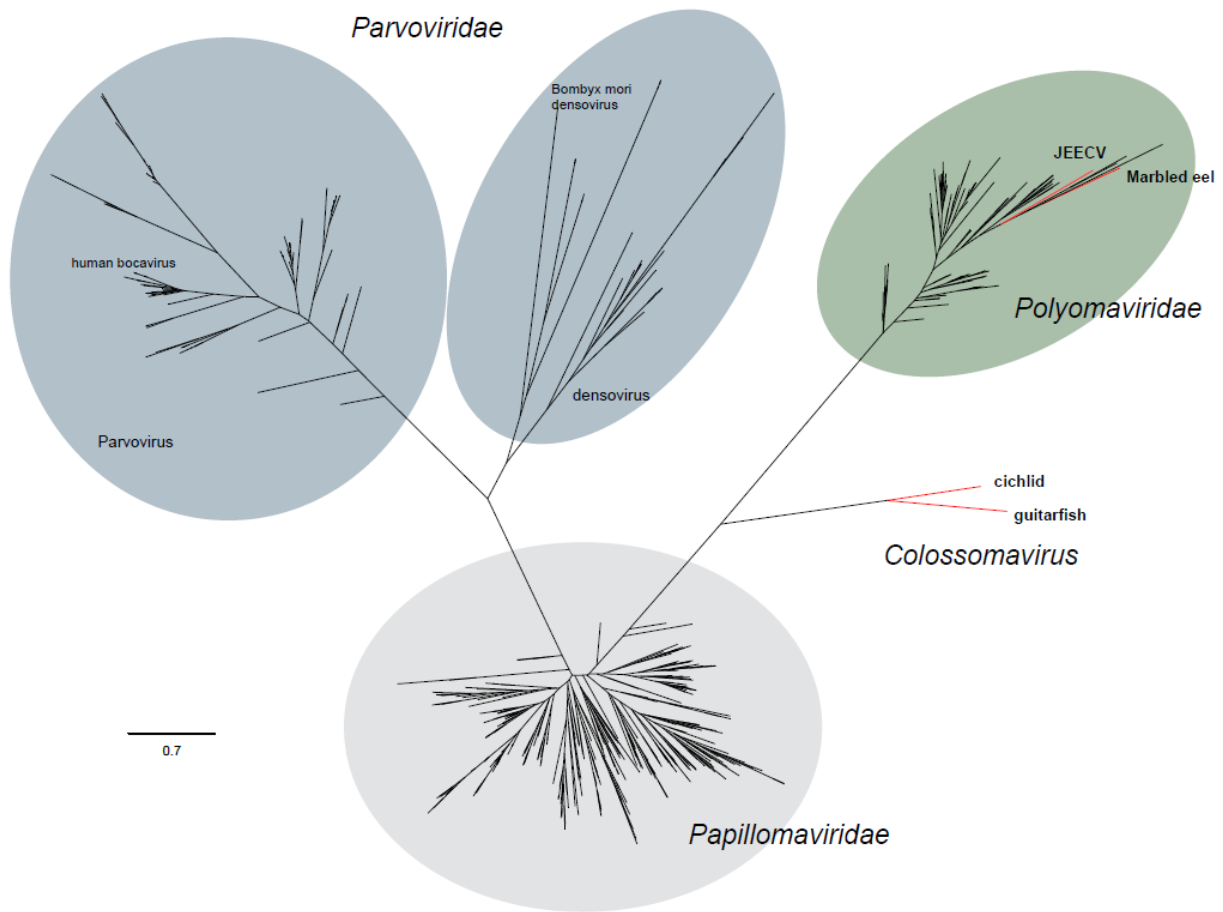 Parvoviridae
Bombyx mori
densovirus
JEECV
Marbled eel
human bocavirus
Polyomaviridae
densovirus
Parvovirus
cichlid
guitarfish
Colossomavirus
0.7
Papillomaviridae